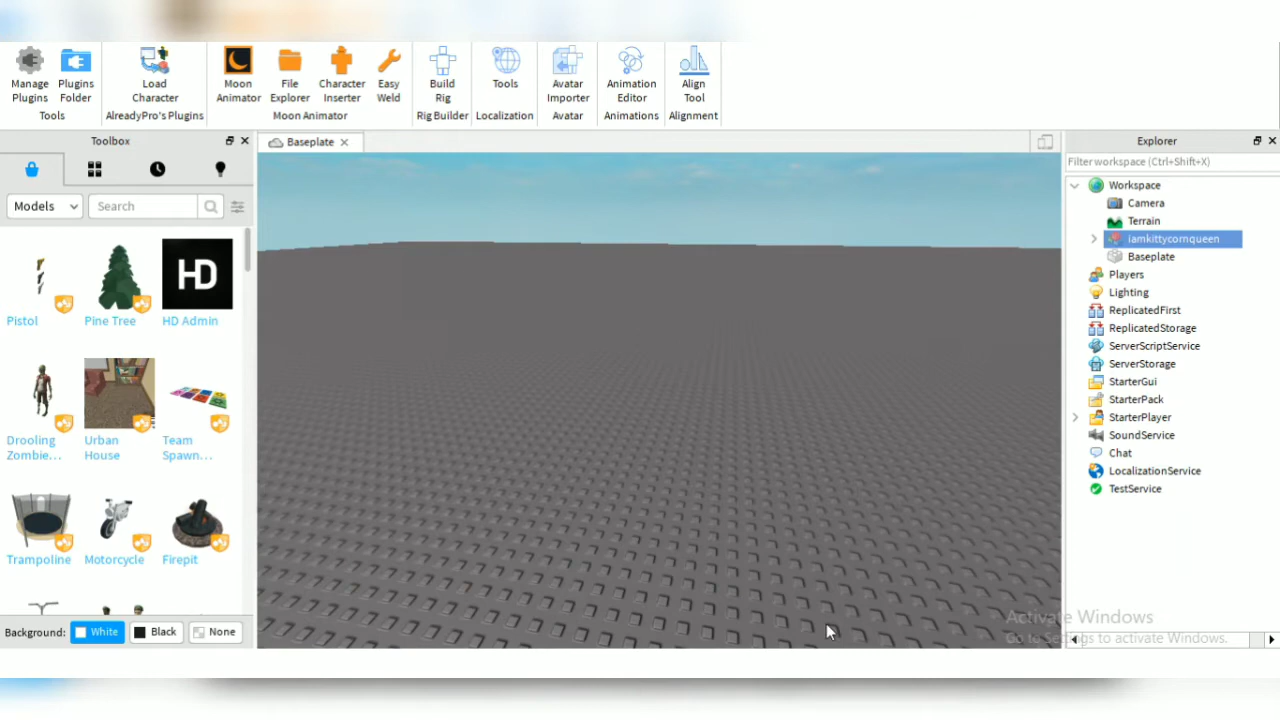 Manage Plugins
Plugins Folder
Load Character
Moon Animator
File Explorer
Character Inserter
Easy Weld
Build Rig
Tools
Avatar Importer
Animation Editor
Align Tool
Tools
AlreadyPro's Plugins
Moon Animator
Rig Builder
Localization
Avatar
Animations
Alignment
Toolbox
Models
Search
Pistol
Pine Tree
HD
HD Admin
Drooling Zombie...
Urban House
Team Spawn...
Trampoline
Motorcycle
Firepit
Background:
White
Black
None
Baseplate
Explorer
Filter workspace (Ctrl+Shift+X)
Workspace
Camera
Terrain
Iamkittycornqueen
Baseplate
Players
Lighting
ReplicatedFirst
ReplicatedStorage
ServerScriptService
ServerStorage
StarterGui
StarterPack
StarterPlayer
SoundService
Chat
LocalizationService
TestService
Activate Windows
Go to Settings to activate Windows.